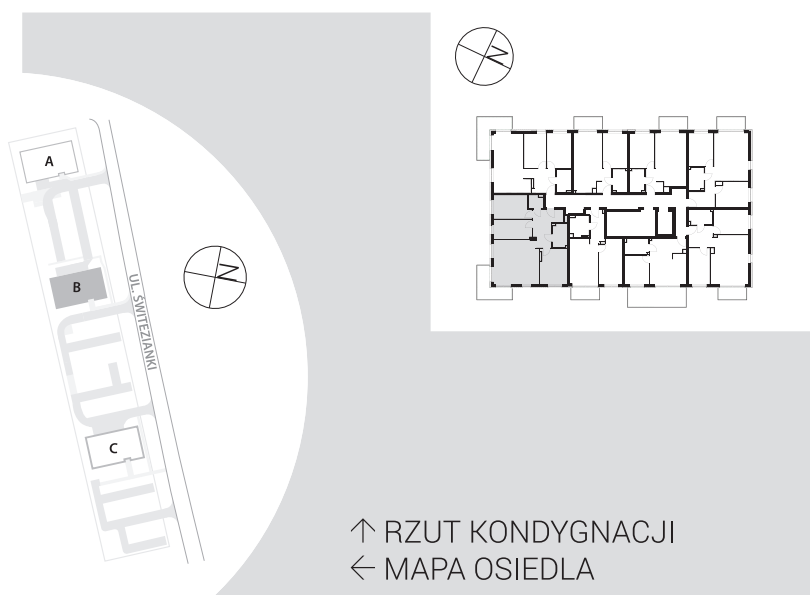 N
A
N
B
UL. ŚWITEZIANKI
C
↑ RZUT KONDYGNACJI
← MAPA OSIEDLA